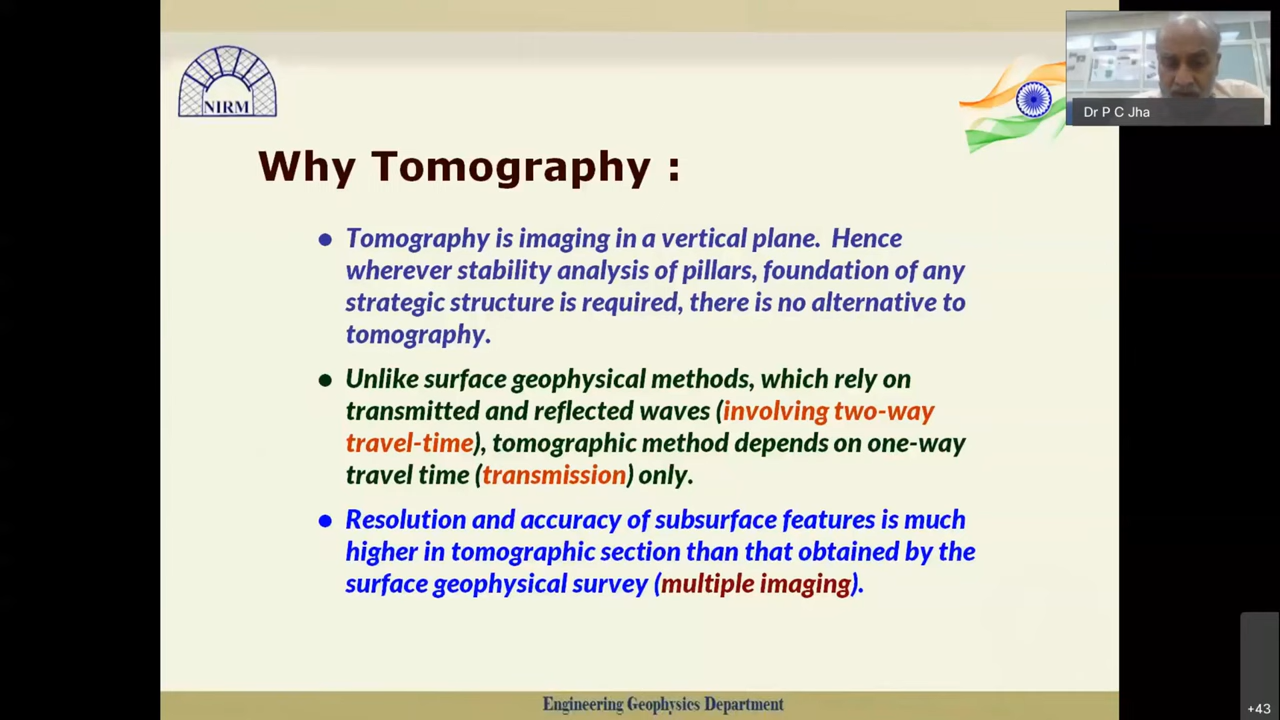 NIRM
Dr P C Jha
Why Tomography :
• Tomography is imaging in a vertical plane. Hence
wherever stability analysis of pillars, foundation of any
strategic structure is required, there is no alternative to
tomography.
• Unlike surface geophysical methods, which rely on
transmitted and reflected waves (involving two-way
travel-time), tomographic method depends on one-way
travel time (transmission) only.
• Resolution and accuracy of subsurface features is much
higher in tomographic section than that obtained by the
surface geophysical survey (multiple imaging).
Engineering Geophysics Department
+43